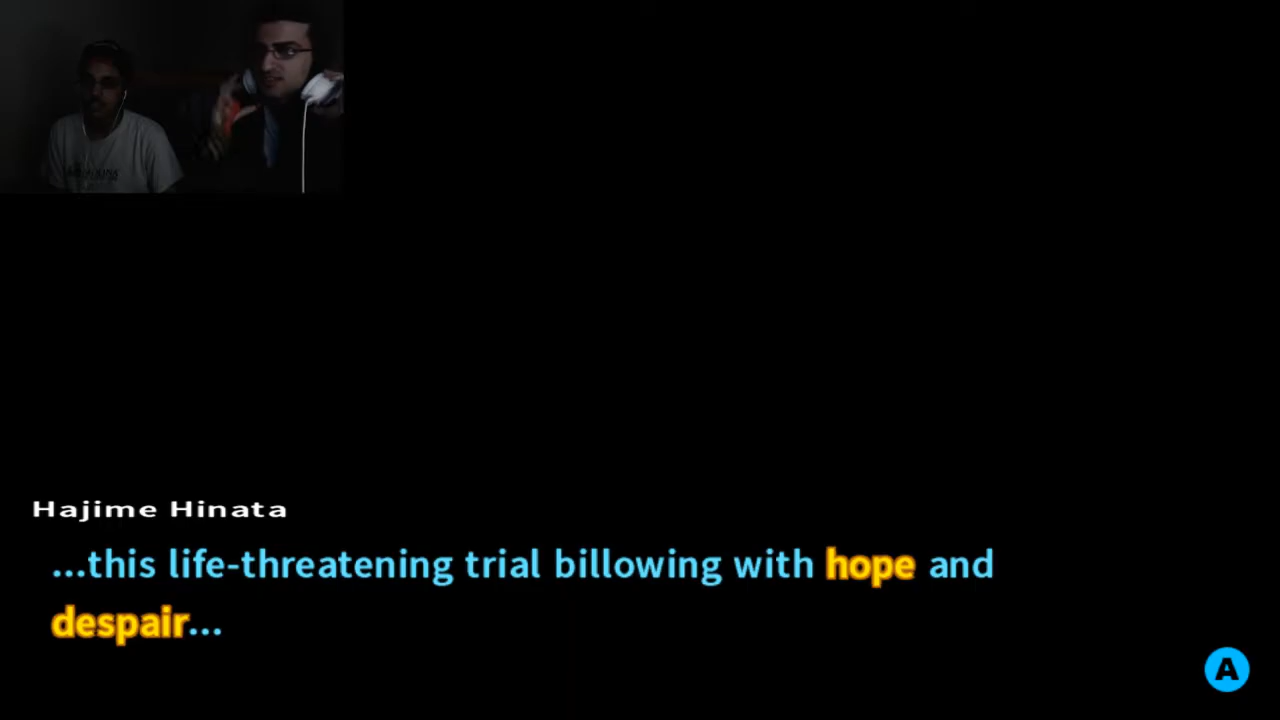 Hajime Hinata
...this life-threatening trial billowing with hope and
despair...
A